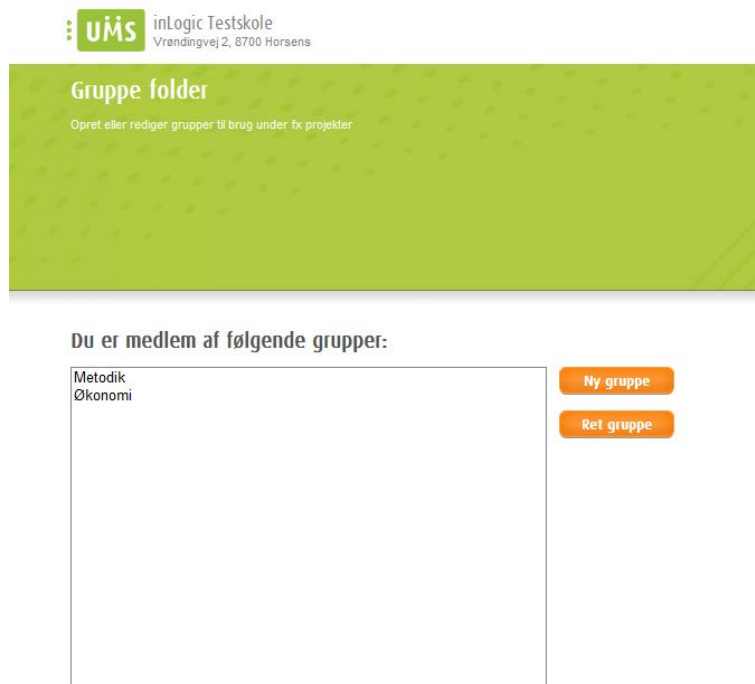 UMS
inLogic Testskole
Vrøndingvej 2, 8700 Horsens
Gruppe folder
Opret eller rediger grupper til brug under fx projekter
Du er medlem af følgende grupper:
Metodik
Økonomi
Ny gruppe
Ret gruppe